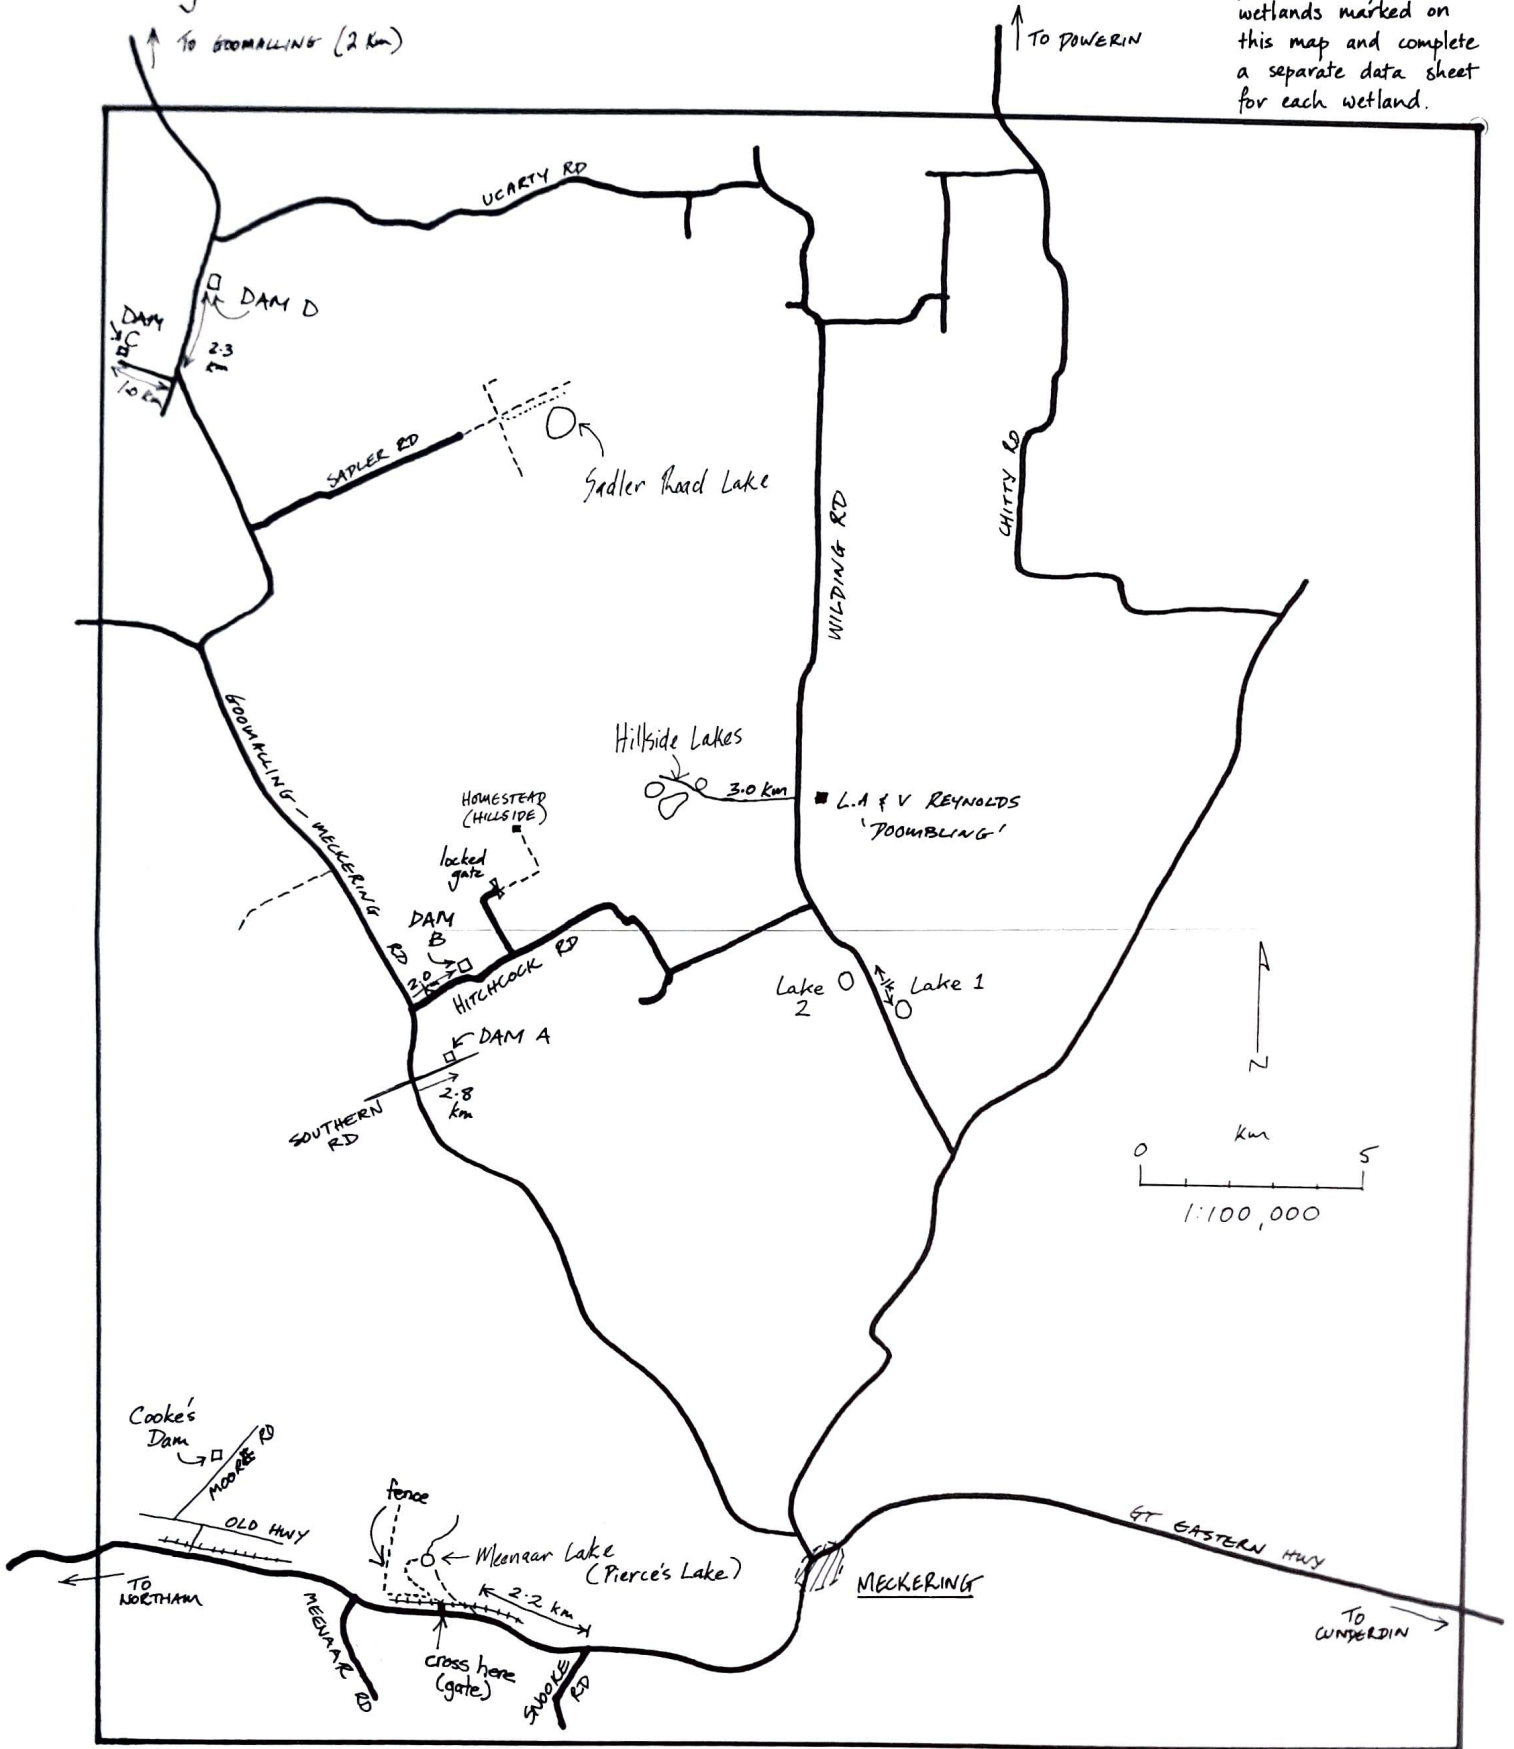 TO GOOMALLING (2 Km)
TO DOWERIN
wetlands marked on
this map and complete
a separate data sheet
for each wetland.
UCARTY RD
DAM D
DAM
C
2.3
km
1.0 km
SADLER RD
Sadler Road Lake
WILDING RD
CHITTY RD
GOOMALLING - MECKERING RD
Hillside Lakes
3.0 km
L.A & V REYNOLDS
'DOOMBLING'
HOMESTEAD
(HILLSIDE)
locked
gate
DAM
B
2.0
km
HITCHCOCK RD
Lake
2
Lake 1
DAM A
2.8
km
SOUTHERN
RD
N
Km
0 5
1:100,000
Cooke's
Dam
MOORE RD
OLD HWY
fence
Meenaar Lake
(Pierce's Lake)
2.2 km
TO
NORTHAM
MEENAAR RD
cross here
(gate)
SNOOKE
RD
MECKERING
GT EASTERN HWY
TO
CUNDERDIN